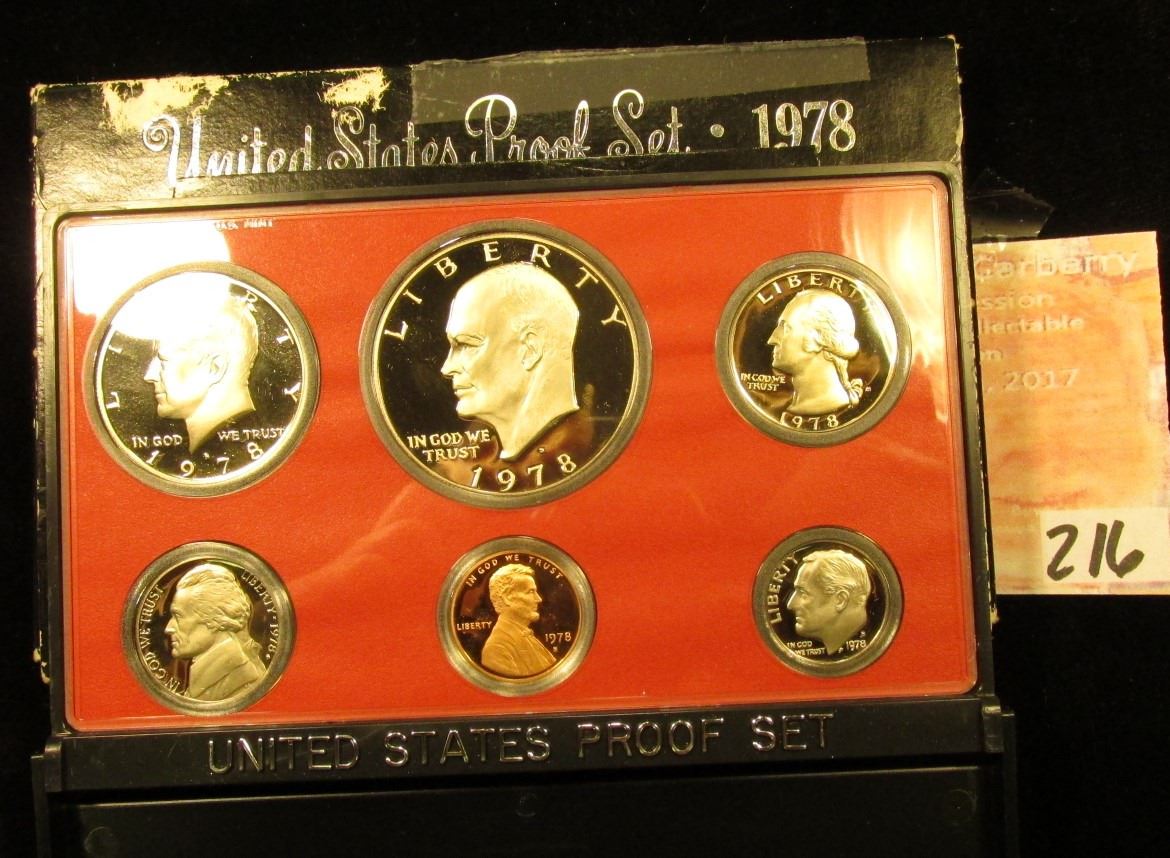 United States Proof Set · 1978
U.S. MINT
LIBERTY
IN GOD WE TRUST
1978
LIBERTY
IN GOD WE
TRUST
1978
LIBERTY
IN GOD WE
TRUST
1978
IN GOD WE TRUST
LIBERTY · 1978
IN GOD WE TRUST
LIBERTY
1978
S
LIBERTY
IN GOD
WE TRUST
1978
UNITED STATES PROOF SET
Carberry
2017
216